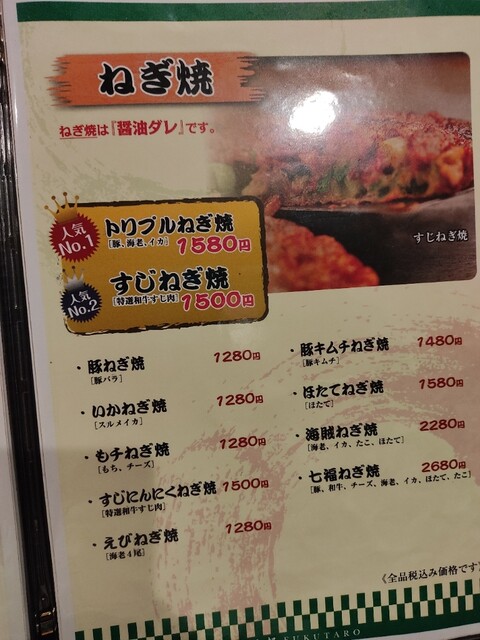 ねぎ焼
ねぎ焼は『醤油ダレ』です。
人気 No.1
トリプルねぎ焼
[豚、海老、イカ] 1580円
人気 No.2
すじねぎ焼
[特選和牛すじ肉] 1500円
すじねぎ焼
・豚ねぎ焼 1280円
[豚バラ]
・いかねぎ焼 1280円
[スルメイカ]
・もチねぎ焼 1280円
[もち、チーズ]
・すじにんにくねぎ焼 1500円
[特選和牛すじ肉]
・えびねぎ焼 1280円
[海老4尾]
・豚キムチねぎ焼 1480円
[豚キムチ]
・ほたてねぎ焼 1580円
[ほたて]
・海賊ねぎ焼 2280円
[海老、イカ、たこ、ほたて]
・七福ねぎ焼 2680円
[豚、和牛、チーズ、海老、イカ、ほたて、たこ]
《全品税込み価格です》
FUKUTARO